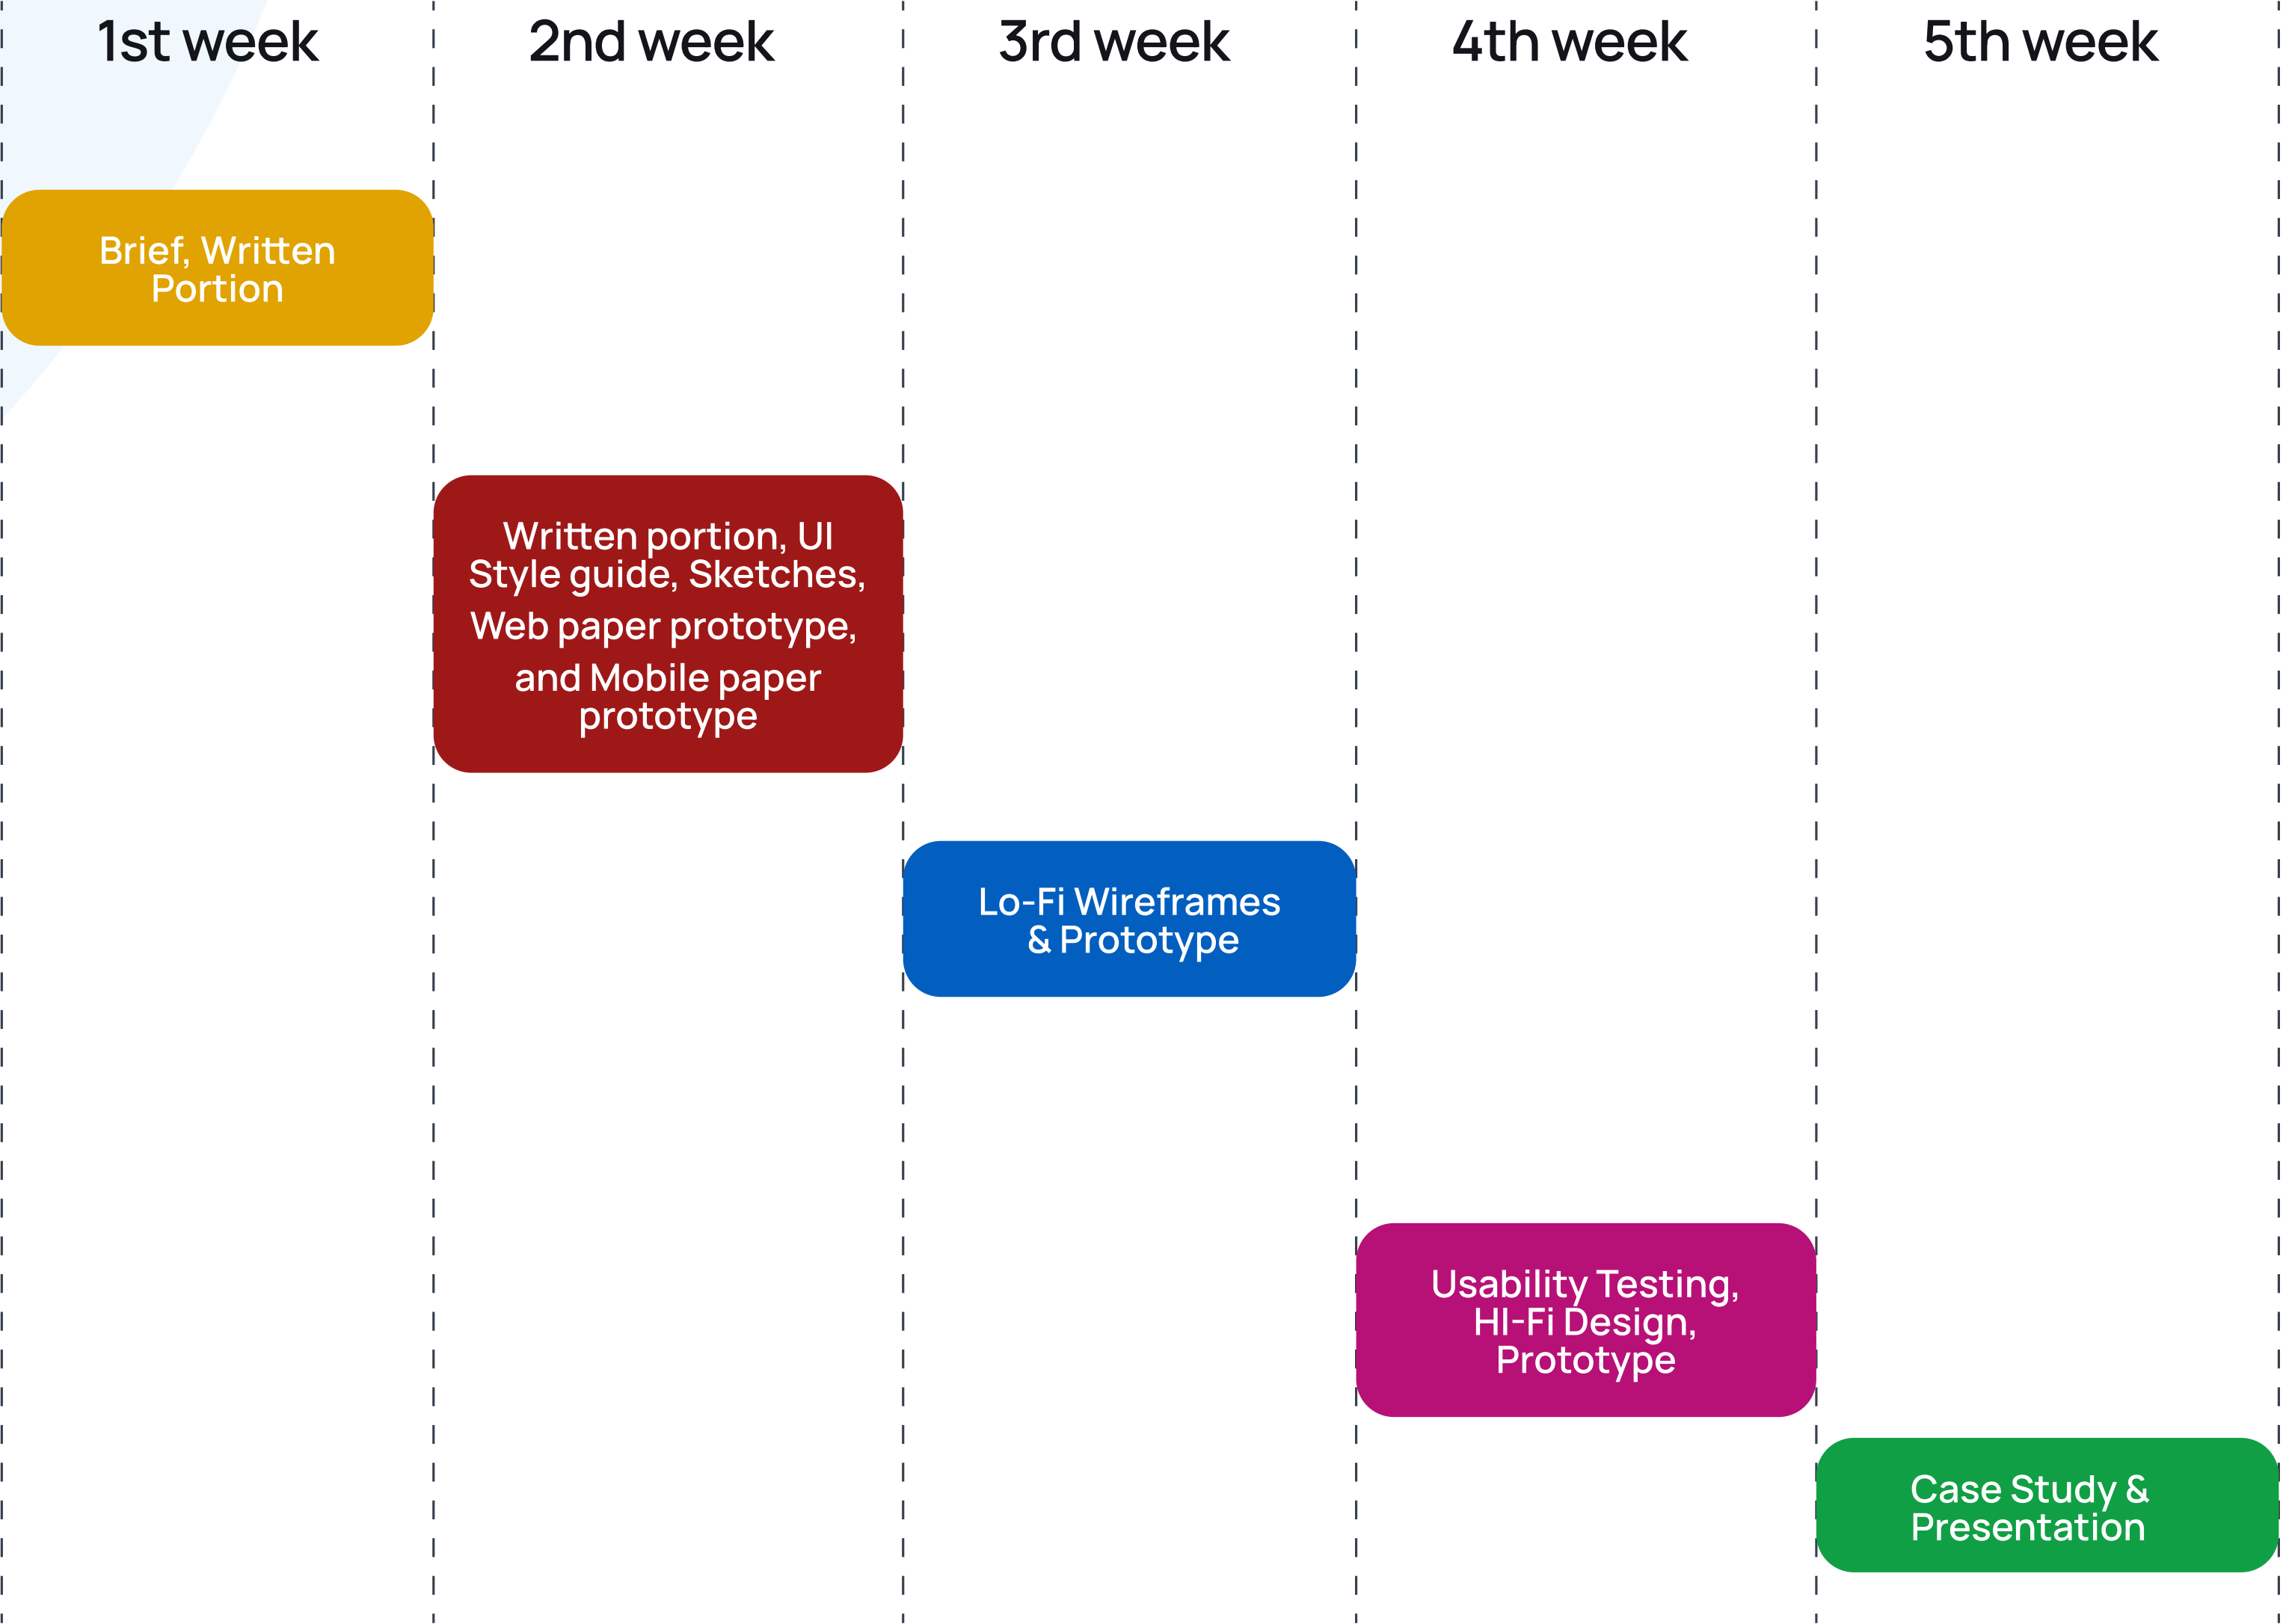 1st week
2nd week
3rd week
4th week
5th week
Brief, Written
Portion
Written portion, UI
Style guide, Sketches,
Web paper prototype,
and Mobile paper
prototype
Lo-Fi Wireframes
& Prototype
Usability Testing,
HI-Fi Design,
Prototype
Case Study &
Presentation